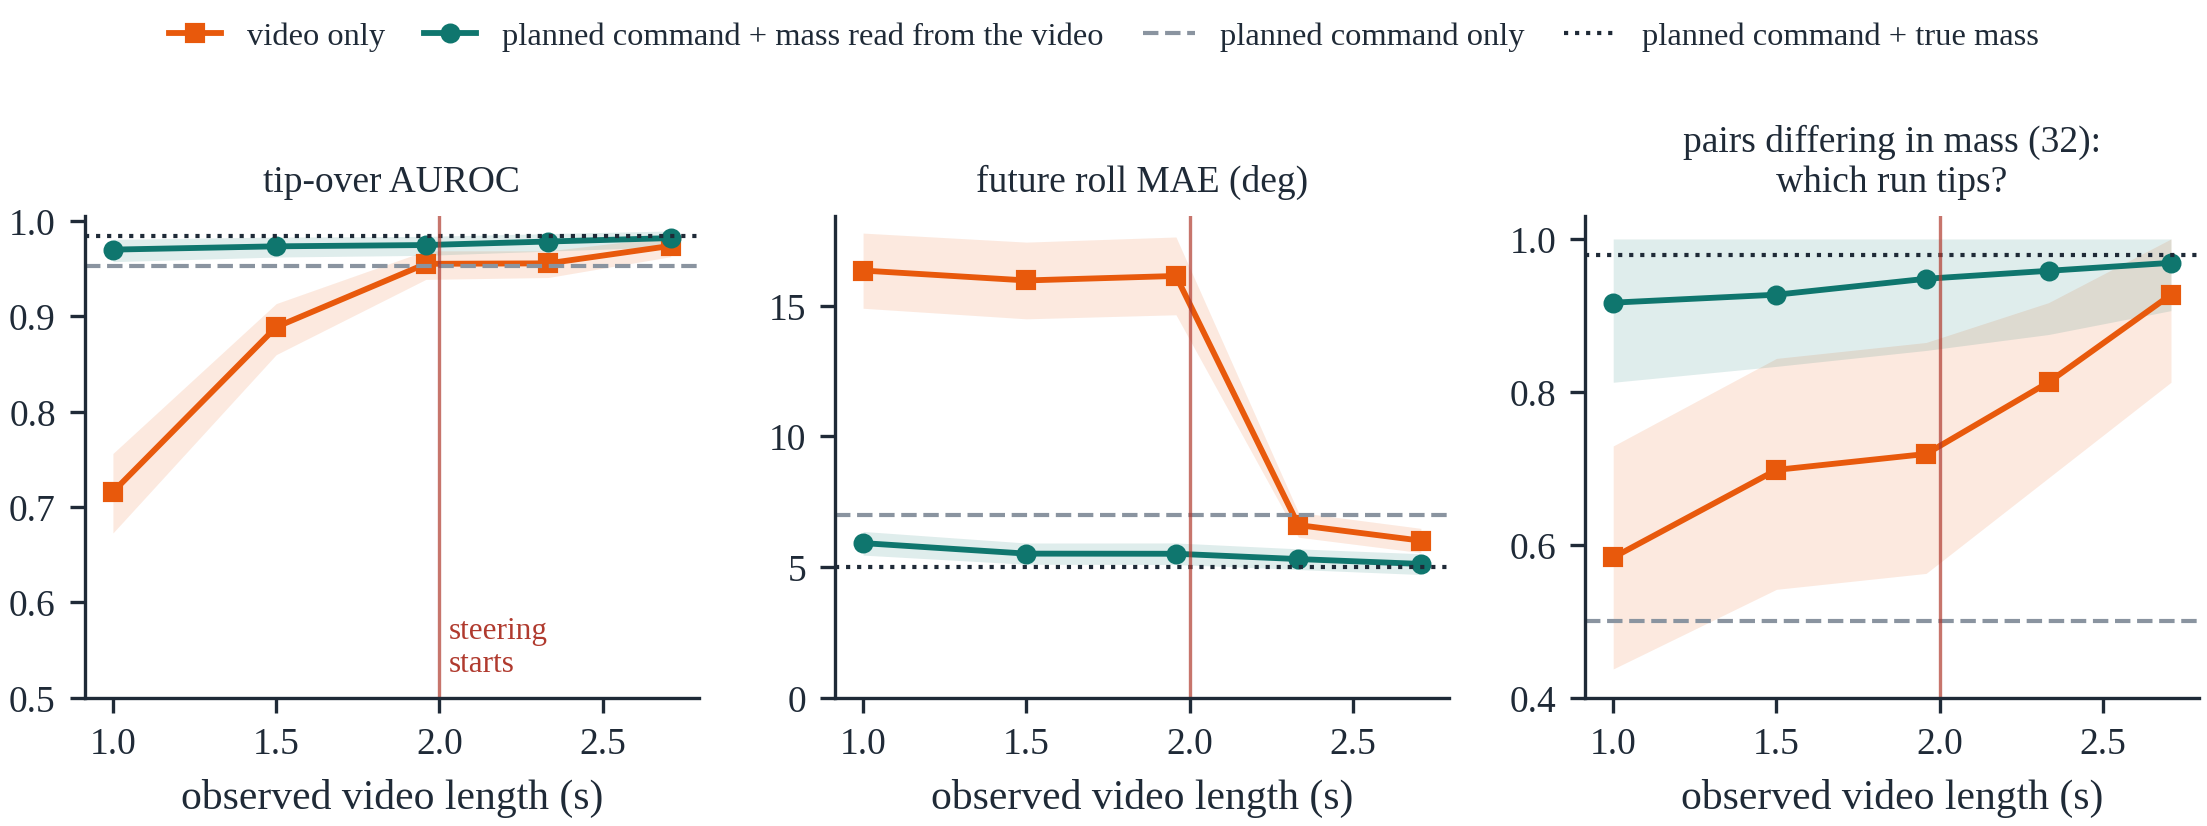 video only
planned command + mass read from the video
planned command only
planned command + true mass
tip-over AUROC
1.0
0.9
0.8
0.7
0.6
0.5
steering
starts
1.0
1.5
2.0
2.5
observed video length (s)
future roll MAE (deg)
15
10
5
0
1.0
1.5
2.0
2.5
observed video length (s)
pairs differing in mass (32):
which run tips?
1.0
0.8
0.6
0.4
1.0
1.5
2.0
2.5
observed video length (s)